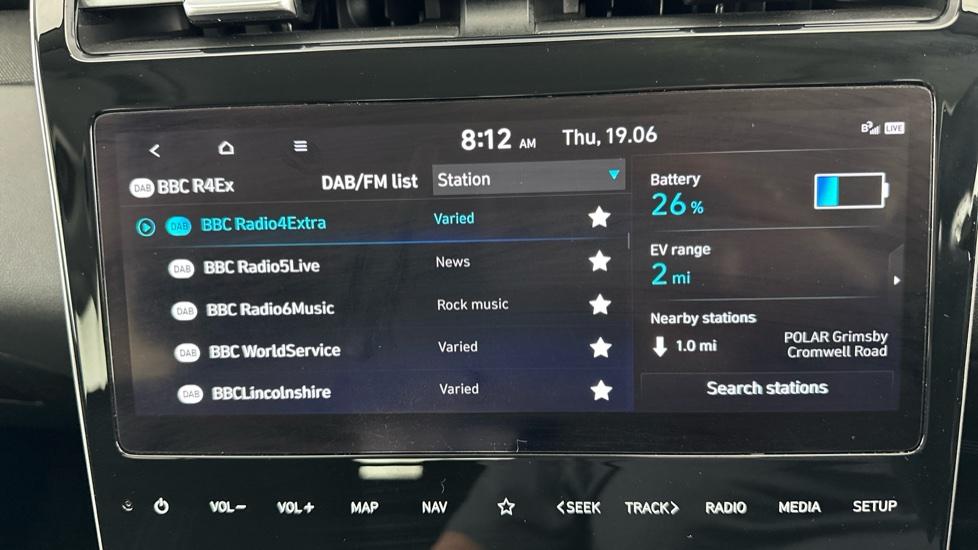 8:12 AM Thu, 19.06 LIVE
DAB BBC R4Ex DAB/FM list Station
DAB BBC Radio4Extra Varied
DAB BBC Radio5Live News
DAB BBC Radio6Music Rock music
DAB BBC WorldService Varied
DAB BBCLincolnshire Varied
Battery
26 %
EV range
2 mi
Nearby stations
1.0 mi POLAR Grimsby
Cromwell Road
Search stations
VOL− VOL+ MAP NAV <SEEK TRACK> RADIO MEDIA SETUP